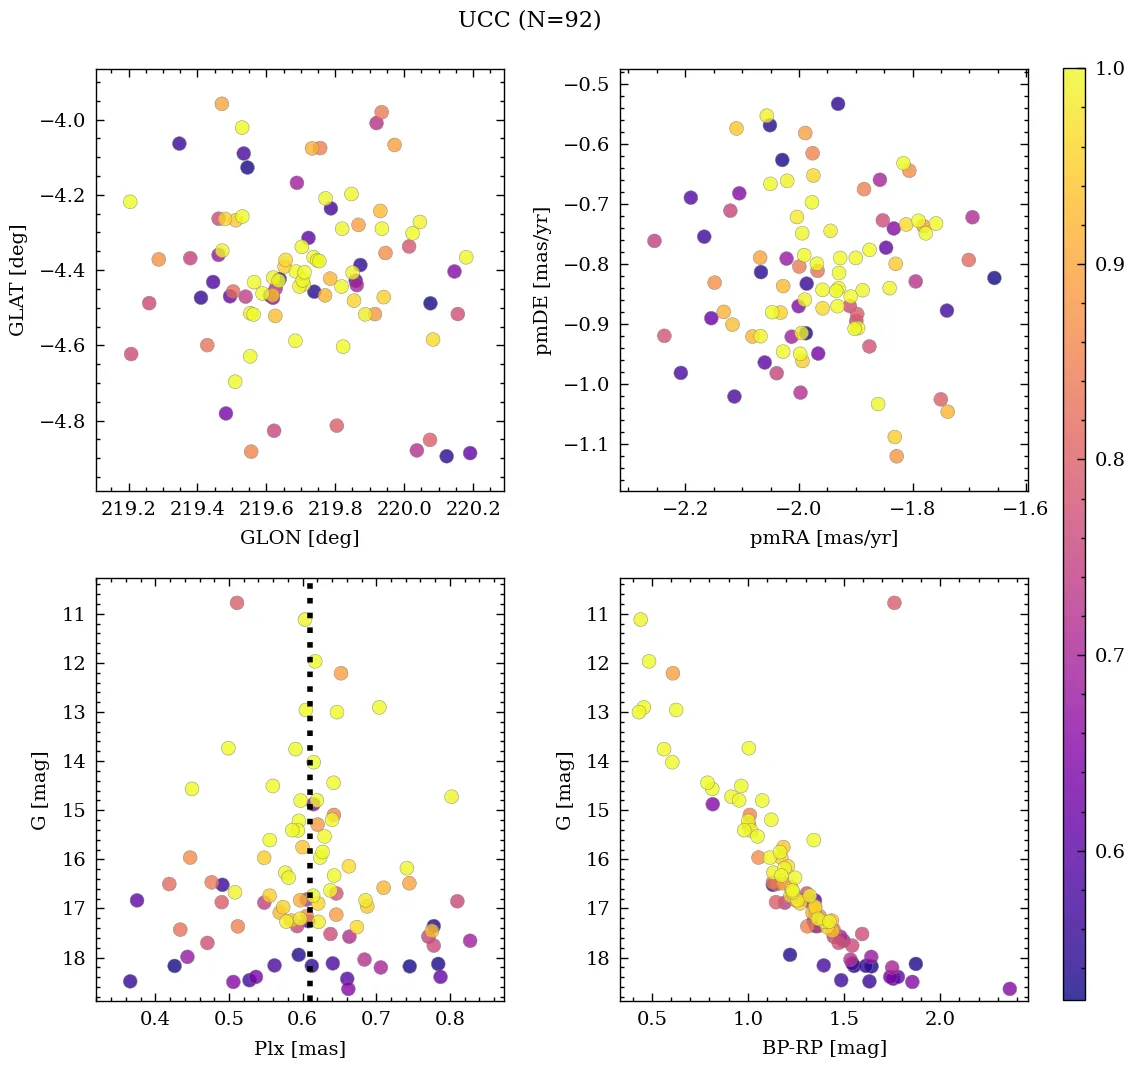 UCC (N=92)
−4.0
−4.2
−4.4
−4.6
−4.8
GLAT [deg]
219.2 219.4 219.6 219.8 220.0 220.2
GLON [deg]
−0.5
−0.6
−0.7
−0.8
−0.9
−1.0
−1.1
pmDE [mas/yr]
−2.2 −2.0 −1.8 −1.6
pmRA [mas/yr]
1.0
0.9
0.8
0.7
0.6
11
12
13
14
15
16
17
18
G [mag]
0.4 0.5 0.6 0.7 0.8
Plx [mas]
11
12
13
14
15
16
17
18
G [mag]
0.5 1.0 1.5 2.0
BP-RP [mag]